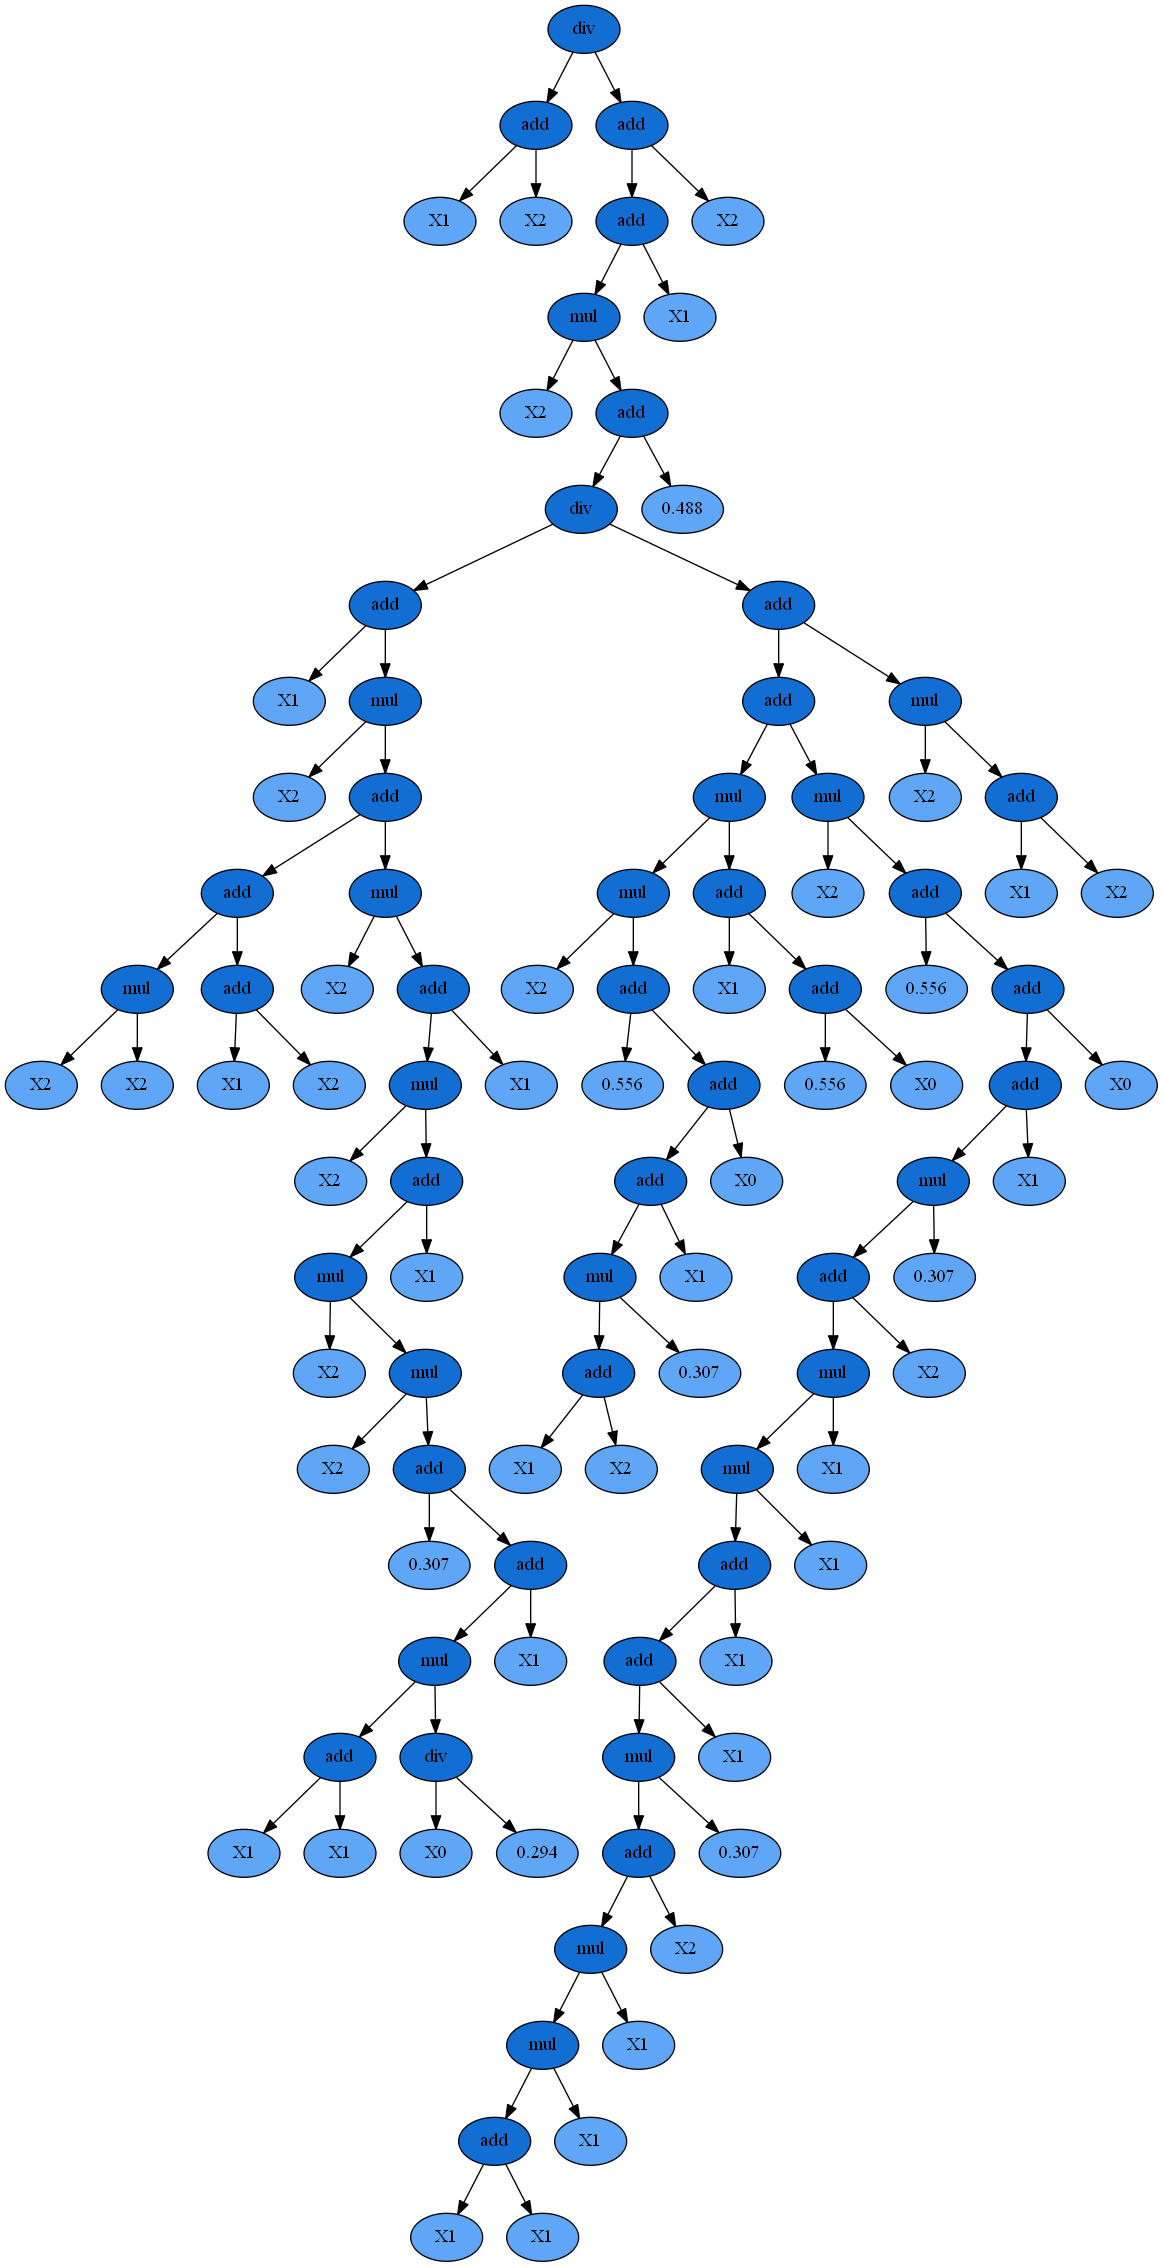 div
add add
X1 X2 add X2
mul X1
X2 add
div 0.488
add add
X1 mul add mul
X2 add mul mul X2 add
add mul mul add X2 add X1 X2
mul add X2 add X2 add X1 add 0.556 add
X2 X2 X1 X2 mul X1 0.556 add 0.556 X0 add X0
X2 add add X0 mul X1
mul X1 mul X1 add 0.307
X2 mul add 0.307 mul X2
X2 add X1 X2 mul X1
0.307 add add X1
mul X1 add X1
add div mul X1
X1 X1 X0 0.294 add 0.307
mul X2
mul X1
add X1
X1 X1